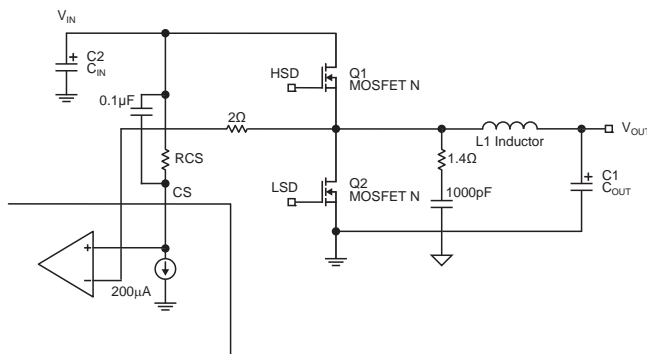 VIN
C2
CIN
HSD
Q1
MOSFET N
0.1µF
2Ω
VOUT
L1 Inductor
RCS
1.4Ω
CS
LSD
Q2
MOSFET N
1000pF
C1
COUT
200µA